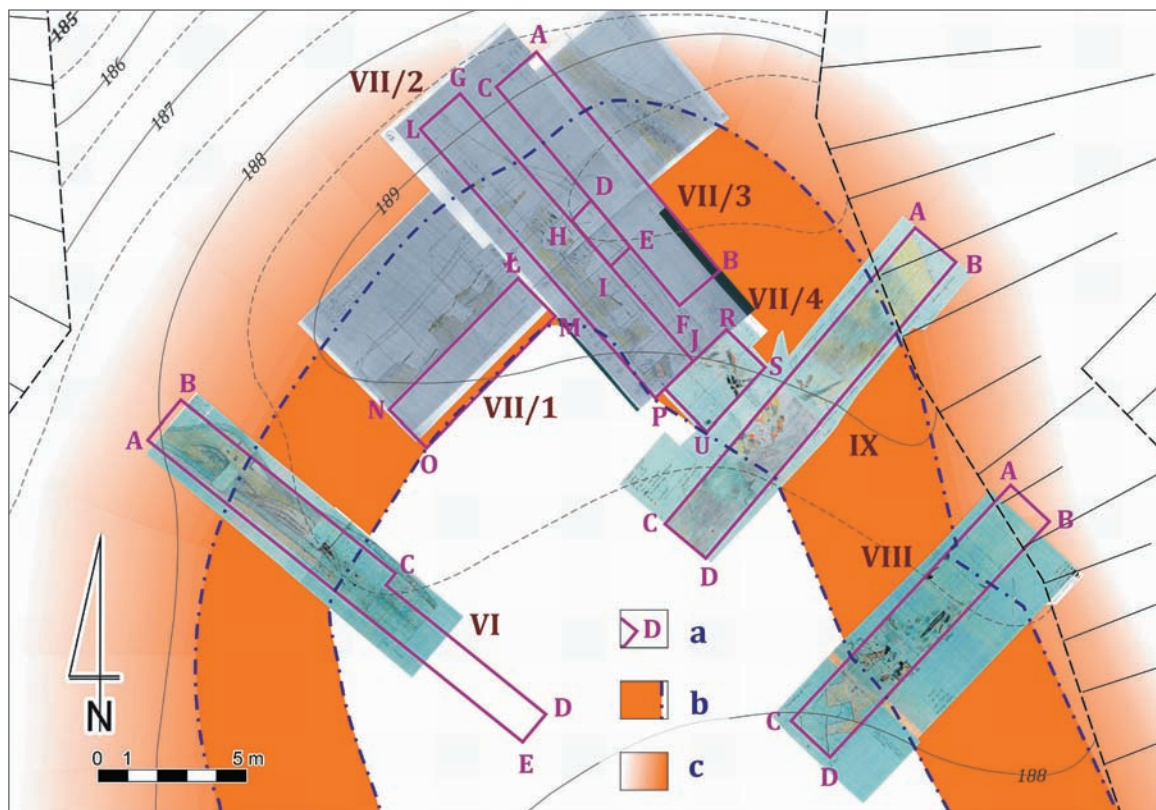 185
186
187
188
189
A
VII/2
G
C
L
D
VII/3
H
E
A
B
Ł
I
B
VII/4
F
R
M
J
S
B
N
VII/1
P
A
O
U
IX
A
C
B
D
VIII
C
VI
D
a
D
b
C
E
c
D
188
N
0 1 5 m